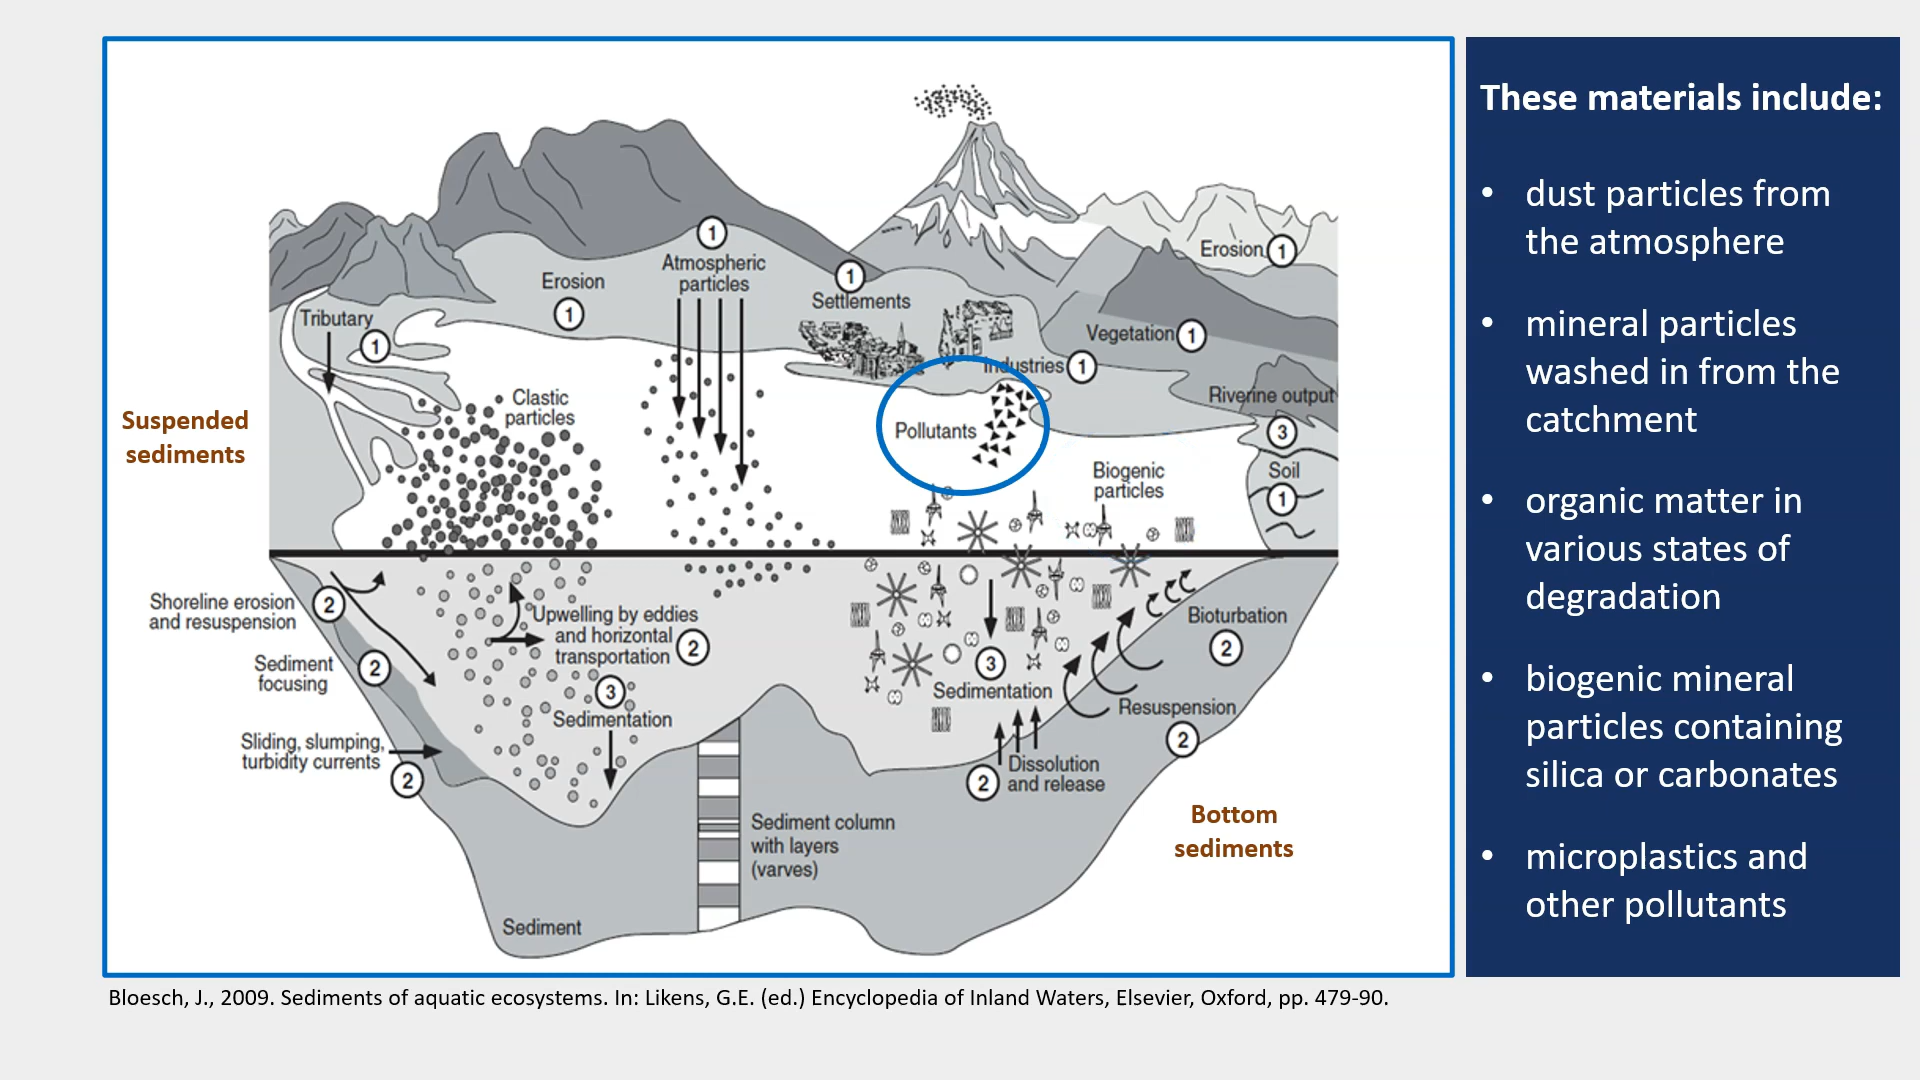 Erosion
1
1
Atmospheric
particles
1
Settlements
Erosion
1
Tributary
1
Vegetation 1
Industries 1
Riverine output
3
Clastic
particles
Suspended
sediments
Pollutants
Biogenic
particles
Soil
1
Shoreline erosion
and resuspension
2
Upwelling by eddies
and horizontal
transportation
2
Bioturbation
2
Sediment
focusing
2
3
Sedimentation
3
Sedimentation
Resuspension
2
Sliding, slumping,
turbidity currents
2
Dissolution
and release
2
Bottom
sediments
Sediment column
with layers
(varves)
Sediment
These materials include:
• dust particles from
the atmosphere
• mineral particles
washed in from the
catchment
• organic matter in
various states of
degradation
• biogenic mineral
particles containing
silica or carbonates
• microplastics and
other pollutants
Bloesch, J., 2009. Sediments of aquatic ecosystems. In: Likens, G.E. (ed.) Encyclopedia of Inland Waters, Elsevier, Oxford, pp. 479-90.